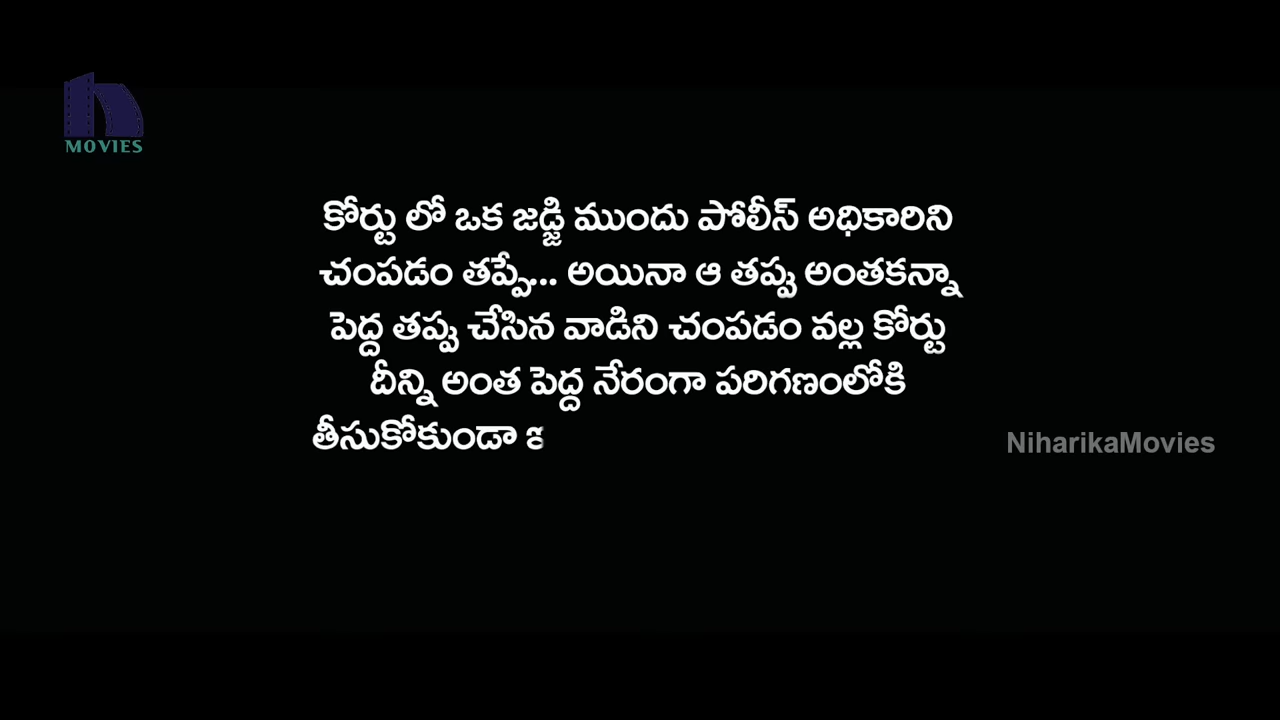 MOVIES
కోర్టు లో ఒక జడ్జి ముందు పోలీస్ అధికారిని
చంపడం తప్పే... అయినా ఆ తప్పు అంతకన్నా
పెద్ద తప్పు చేసిన వాడిని చంపడం వల్ల కోర్టు
దీన్ని అంత పెద్ద నేరంగా పరిగణంలోకి
తీసుకోకుండా
NiharikaMovies